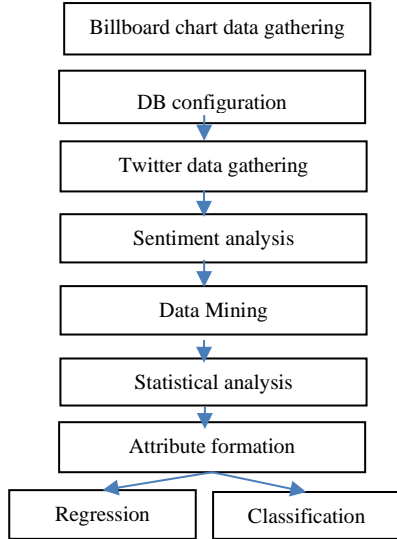 Billboard chart data gathering
DB configuration
Twitter data gathering
Sentiment analysis
Data Mining
Statistical analysis
Attribute formation
Regression
Classification